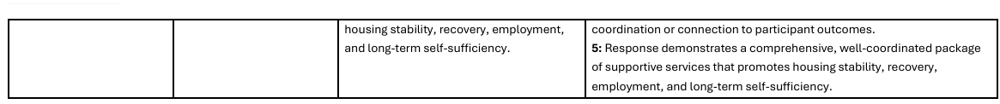 housing stability, recovery, employment,
and long-term self-sufficiency.
coordination or connection to participant outcomes.
5: Response demonstrates a comprehensive, well-coordinated package
of supportive services that promotes housing stability, recovery,
employment, and long-term self-sufficiency.